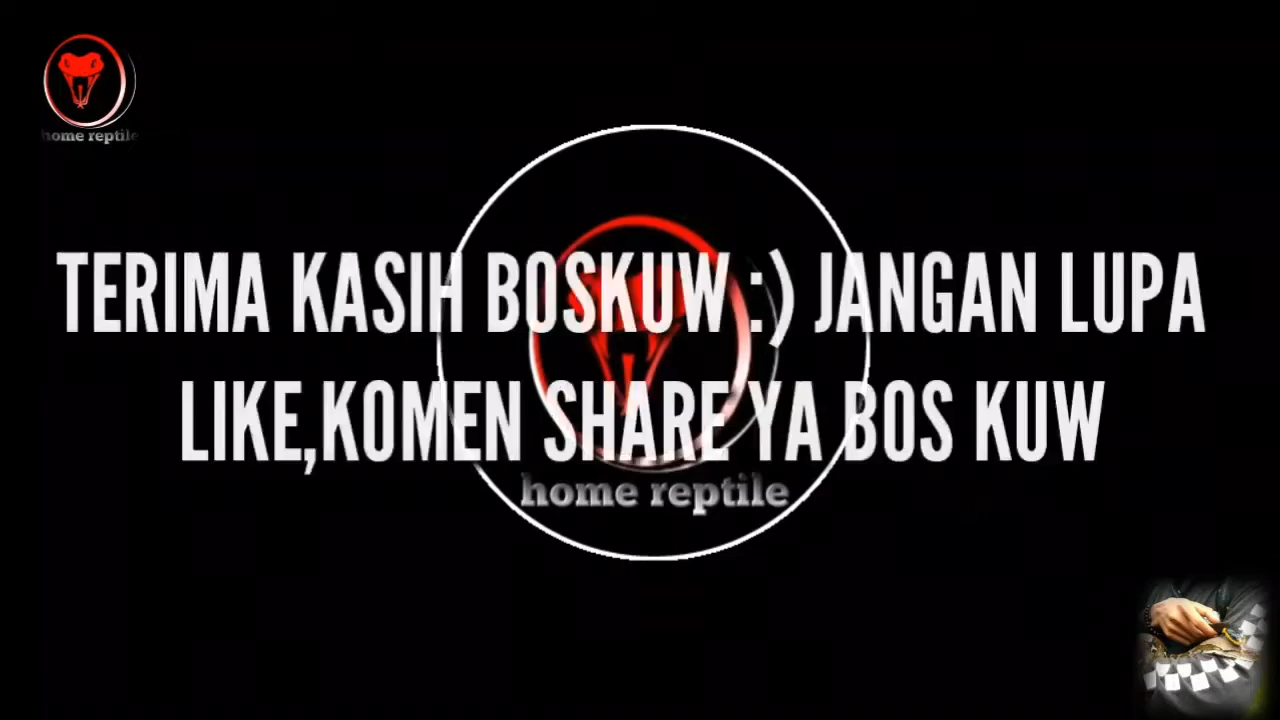 home reptile
TERIMA KASIH BOSKUW :) JANGAN LUPA
LIKE,KOMEN SHARE YA BOS KUW
home reptile